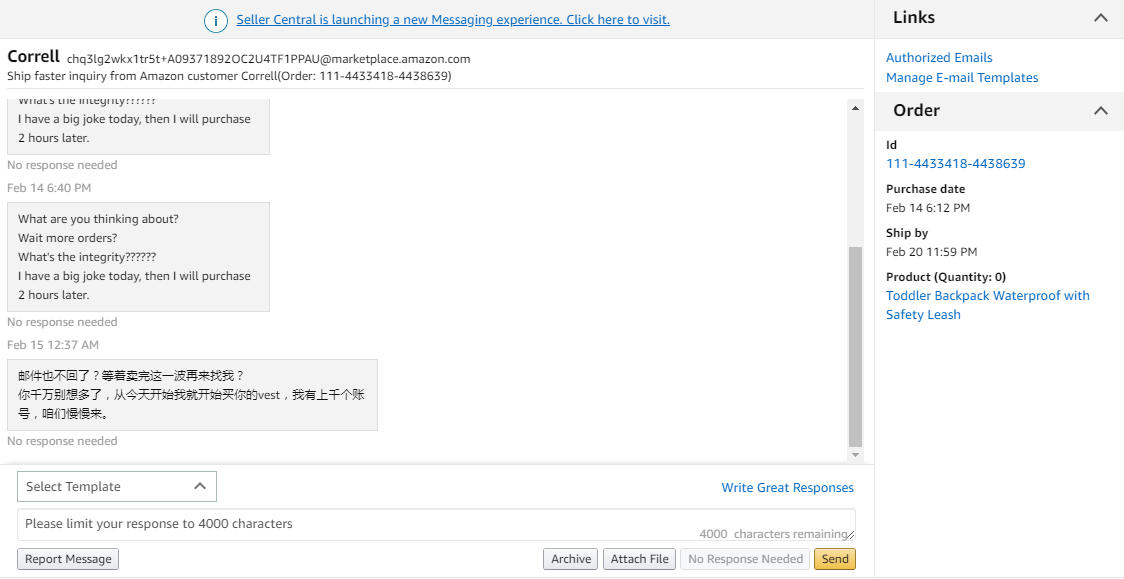 Seller Central is launching a new Messaging experience. Click here to visit.
Correll chq3lg2wkx1tr5t+A09371892OC2U4TF1PPAU@marketplace.amazon.com
Ship faster inquiry from Amazon customer Correll(Order: 111-4433418-4438639)
What's the integrity??????
I have a big joke today, then I will purchase
2 hours later.
No response needed
Feb 14 6:40 PM
What are you thinking about?
Wait more orders?
What's the integrity??????
I have a big joke today, then I will purchase
2 hours later.
No response needed
Feb 15 12:37 AM
邮件也不回了？等着卖完这一波再来找我？
你千万别想多了，从今天开始我就开始买你的vest，我有上千个账
号，咱们慢慢来。
No response needed
Select Template
Write Great Responses
Please limit your response to 4000 characters
4000 characters remaining
Report Message
Archive
Attach File
No Response Needed
Send
Links
Authorized Emails
Manage E-mail Templates
Order
Id
111-4433418-4438639
Purchase date
Feb 14 6:12 PM
Ship by
Feb 20 11:59 PM
Product (Quantity: 0)
Toddler Backpack Waterproof with
Safety Leash